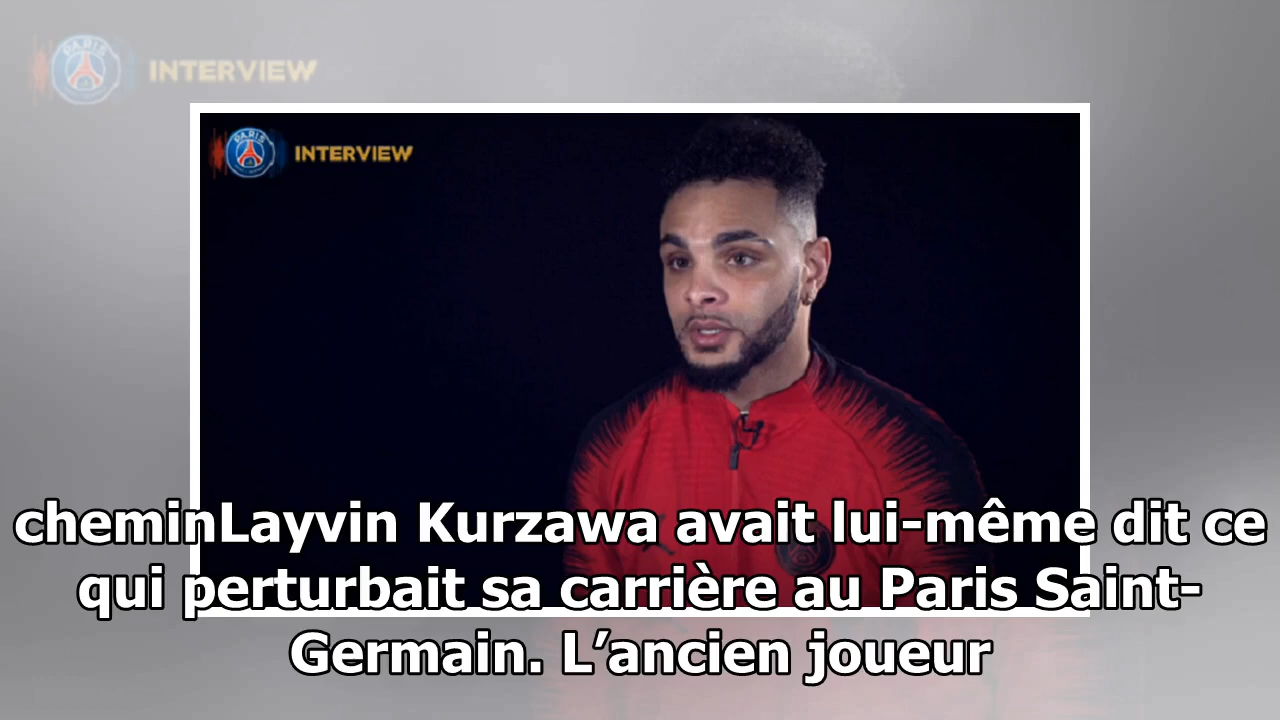 INTERVIEW
PARIS
INTERVIEW
cheminLayvin Kurzawa avait lui-même dit ce
qui perturbait sa carrière au Paris Saint-
Germain. L’ancien joueur